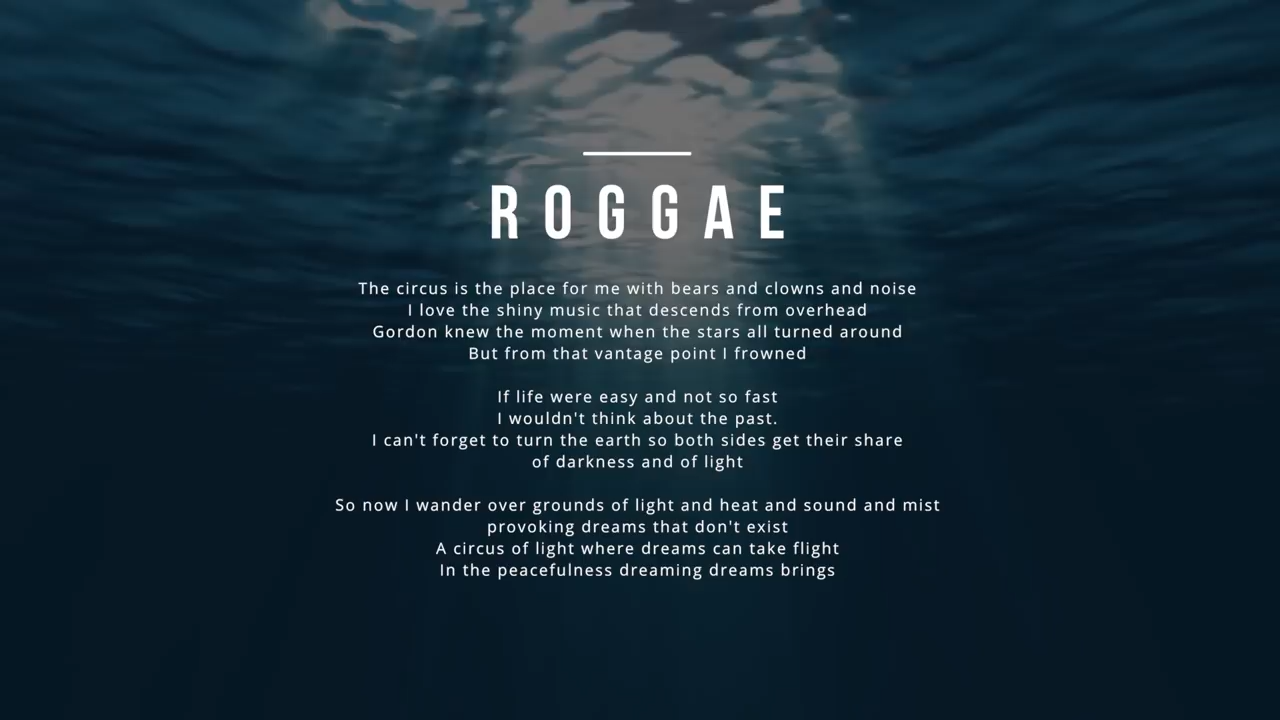 ROGGAE
The circus is the place for me with bears and clowns and noise
I love the shiny music that descends from overhead
Gordon knew the moment when the stars all turned around
But from that vantage point I frowned
If life were easy and not so fast
I wouldn't think about the past.
I can't forget to turn the earth so both sides get their share
of darkness and of light
So now I wander over grounds of light and heat and sound and mist
provoking dreams that don't exist
A circus of light where dreams can take flight
In the peacefulness dreaming dreams brings